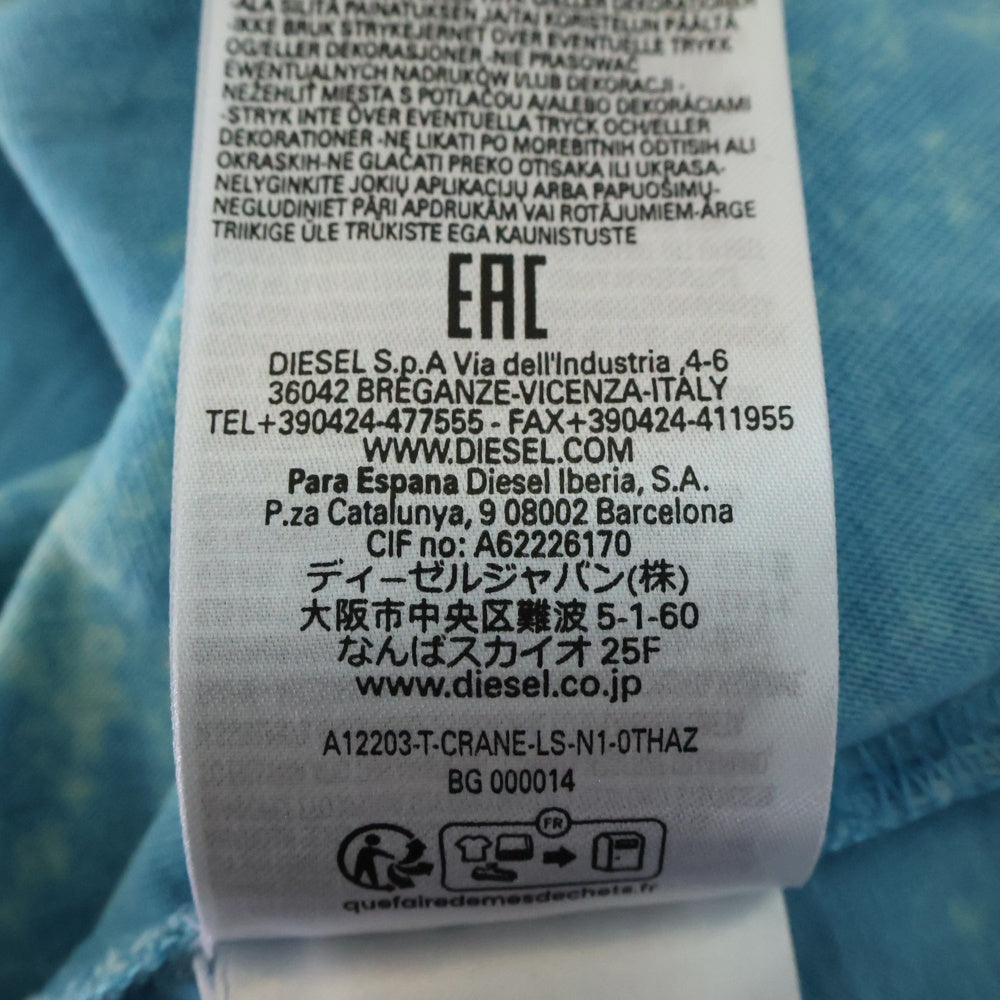 -ÄLÄ SILITÄ PAINATUKSEN JA/TAI KORISTELUN PÄÄLTÄ
-IKKE BRUK STRYKEJERNET OVER EVENTUELLE TRYKK
OG/ELLER DEKORASJONER -NIE PRASOWAĆ
EWENTUALNYCH NADRUKÓW I/LUB DEKORACJI -
NEŽEHLIŤ MIESTA S POTLAČOU A/ALEBO DEKORÁCIAMI
-STRYK INTE ÖVER EVENTUELLA TRYCK OCH/ELLER
DEKORATIONER -NE LIKATI PO MOREBITNIH ODTISIH ALI
OKRASKIH-NE GLAČATI PREKO OTISAKA ILI UKRASA-
NELYGINKITE JOKIŲ APLIKACIJŲ ARBA PAPUOŠIMŲ-
NEGLUDINIET PĀRI APDRUKĀM VAI ROTĀJUMIEM-ÄRGE
TRIIKIGE ÜLE TRÜKISTE EGA KAUNISTUSTE
EAC
DIESEL S.p.A Via dell'Industria ,4-6
36042 BREGANZE-VICENZA-ITALY
TEL+390424-477555 - FAX+390424-411955
WWW.DIESEL.COM
Para Espana Diesel Iberia, S.A.
P.za Catalunya, 9 08002 Barcelona
CIF no: A62226170
ディーゼルジャパン(株)
大阪市中央区難波 5-1-60
なんばスカイオ 25F
www.diesel.co.jp
A12203-T-CRANE-LS-N1-0THAZ
BG 000014
FR
quefairedemesdechets.fr